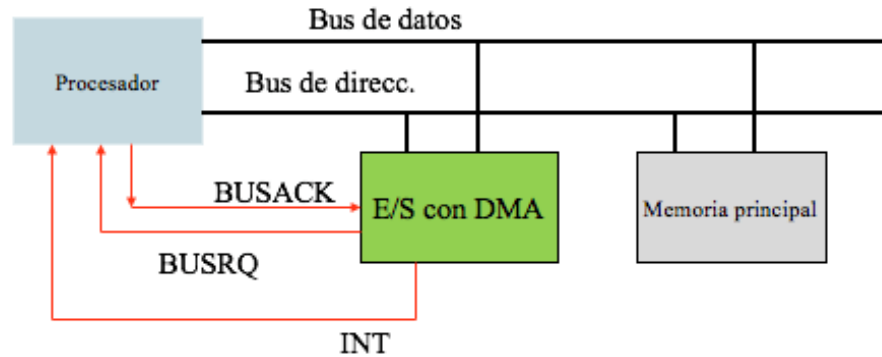 Bus de datos
Procesador
Bus de direcc.
BUSACK
E/S con DMA
Memoria principal
BUSRQ
INT